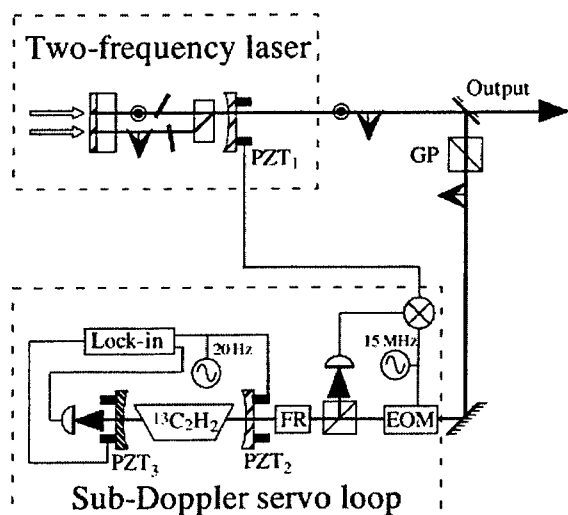 Two-frequency laser
Output
PZT₁
GP
Lock-in
20 Hz
15 MHz
¹³C₂H₂
FR
EOM
PZT₃
PZT₂
Sub-Doppler servo loop